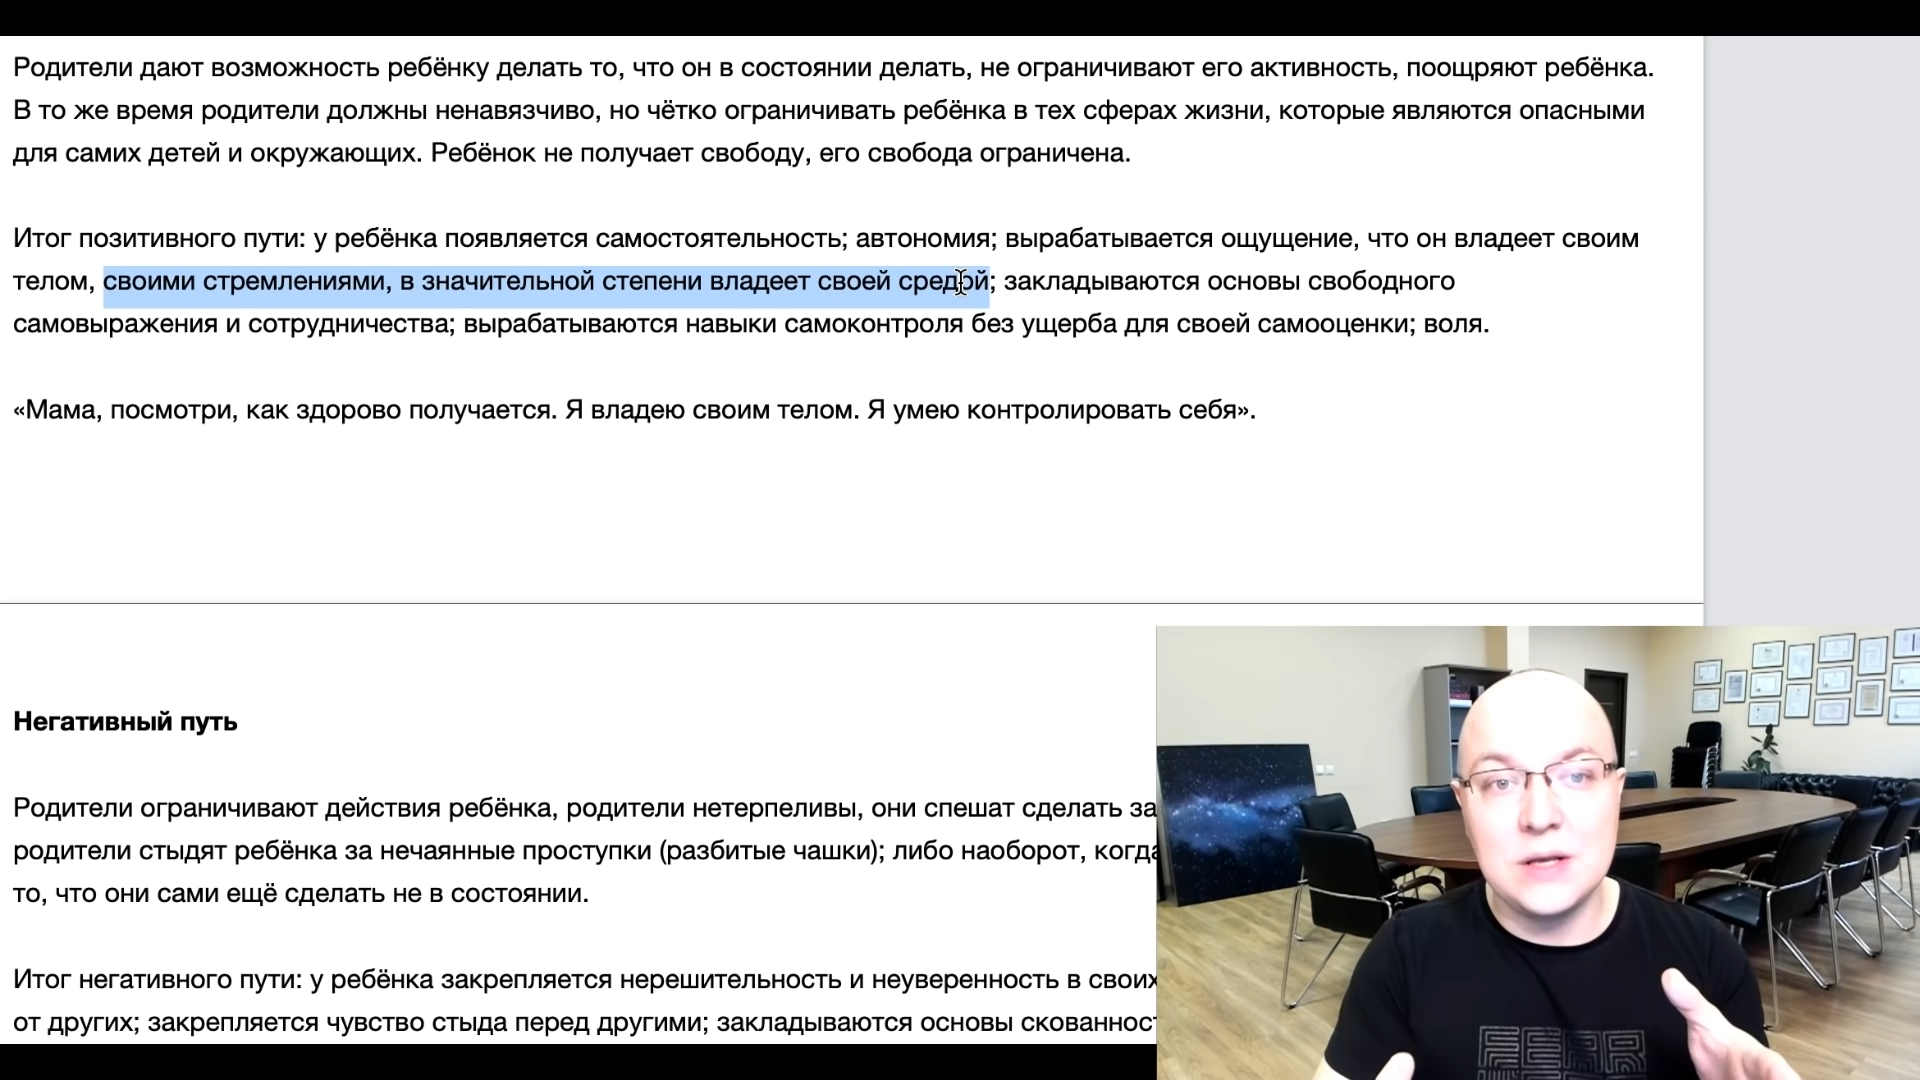 Родители дают возможность ребёнку делать то, что он в состоянии делать, не ограничивают его активность, поощряют ребёнка.
В то же время родители должны ненавязчиво, но чётко ограничивать ребёнка в тех сферах жизни, которые являются опасными
для самих детей и окружающих. Ребёнок не получает свободу, его свобода ограничена.
Итог позитивного пути: у ребёнка появляется самостоятельность; автономия; вырабатывается ощущение, что он владеет своим
телом, своими стремлениями, в значительной степени владеет своей средой; закладываются основы свободного
самовыражения и сотрудничества; вырабатываются навыки самоконтроля без ущерба для своей самооценки; воля.
«Мама, посмотри, как здорово получается. Я владею своим телом. Я умею контролировать себя».
Негативный путь
Родители ограничивают действия ребёнка, родители нетерпеливы, они спешат сделать за
родители стыдят ребёнка за нечаянные проступки (разбитые чашки); либо наоборот, когда
то, что они сами ещё сделать не в состоянии.
Итог негативного пути: у ребёнка закрепляется нерешительность и неуверенность в своих
от других; закрепляется чувство стыда перед другими; закладываются основы
FEAR